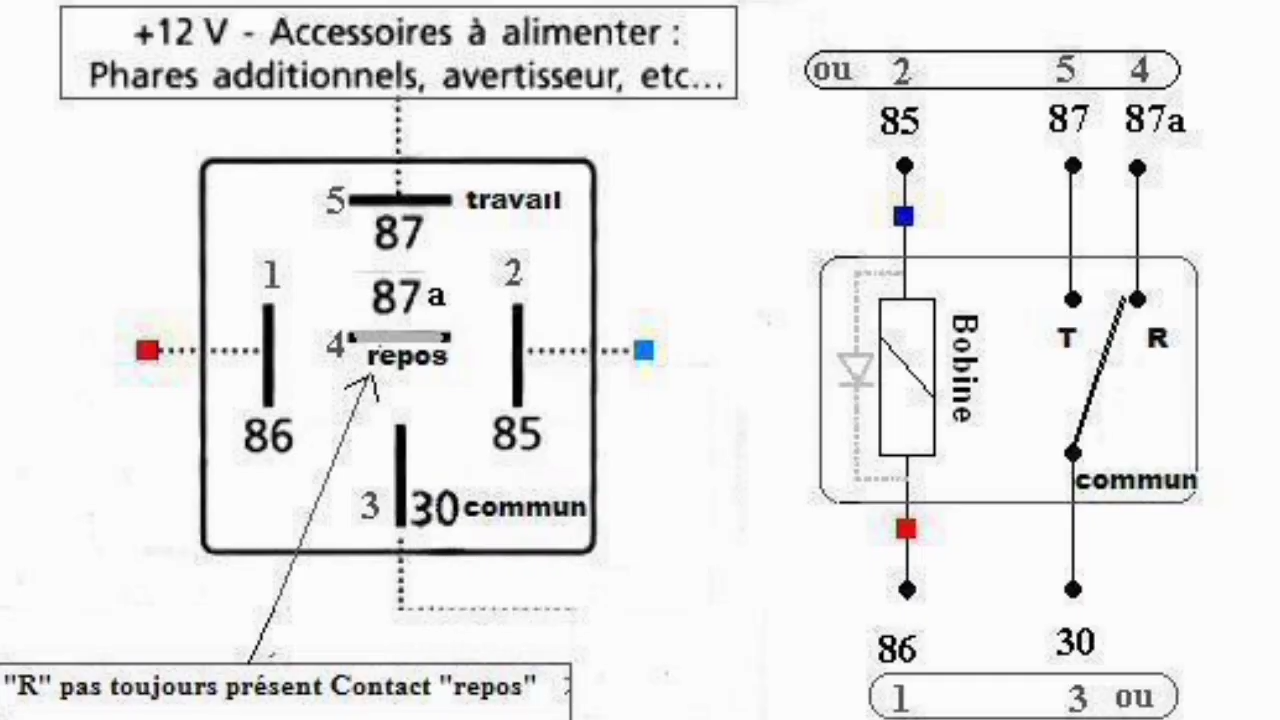 +12 V - Accessoires à alimenter :
Phares additionnels, avertisseur, etc...
5 travail
87
1
87a
2
4
repos
86
85
3 30 commun
"R" pas toujours présent Contact "repos"
ou 2 5 4
85 87 87a
T R
Bobine
commun
86 30
1 3 ou